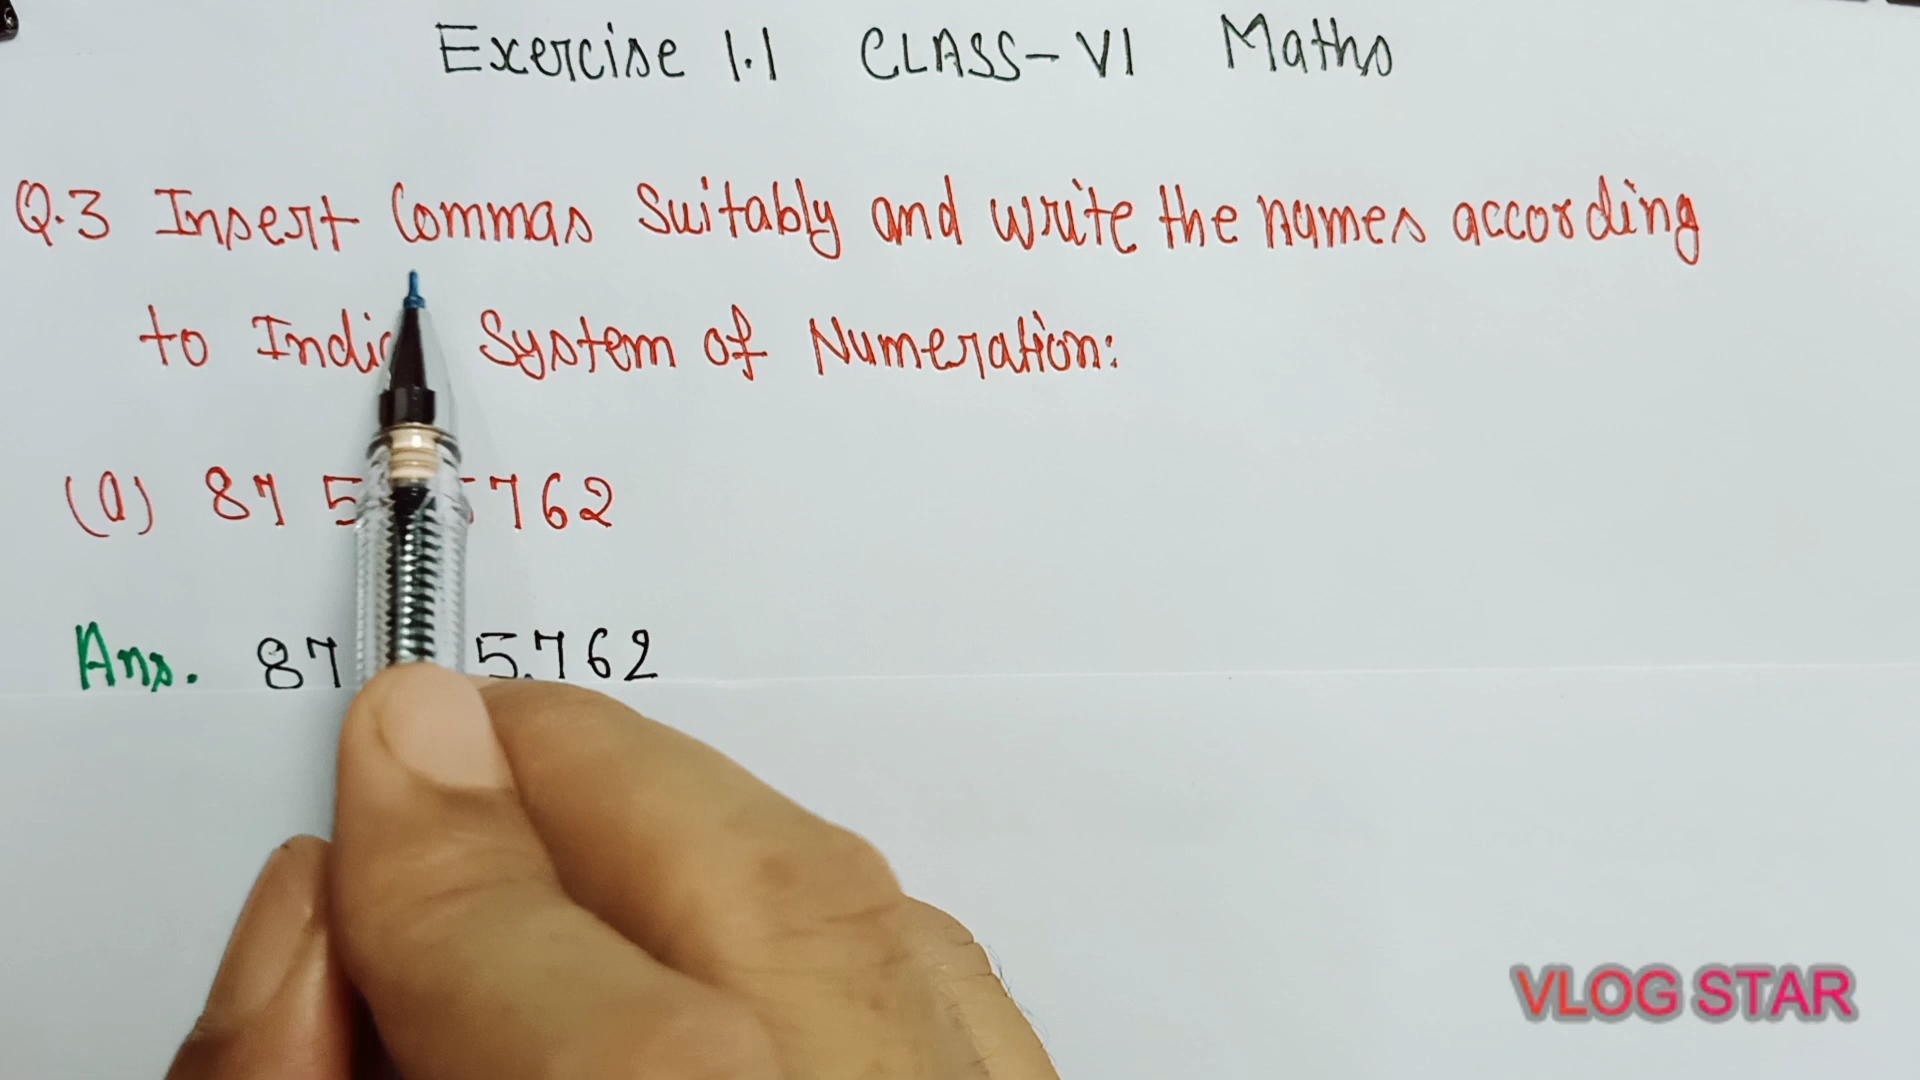 Exercise 1.1 CLASS-VI Maths
Q.3 Insert Commas Suitably and write the names according
to System of Numeration:
(a) 87 5 762
Ans. 87 5,762
VLOG STAR